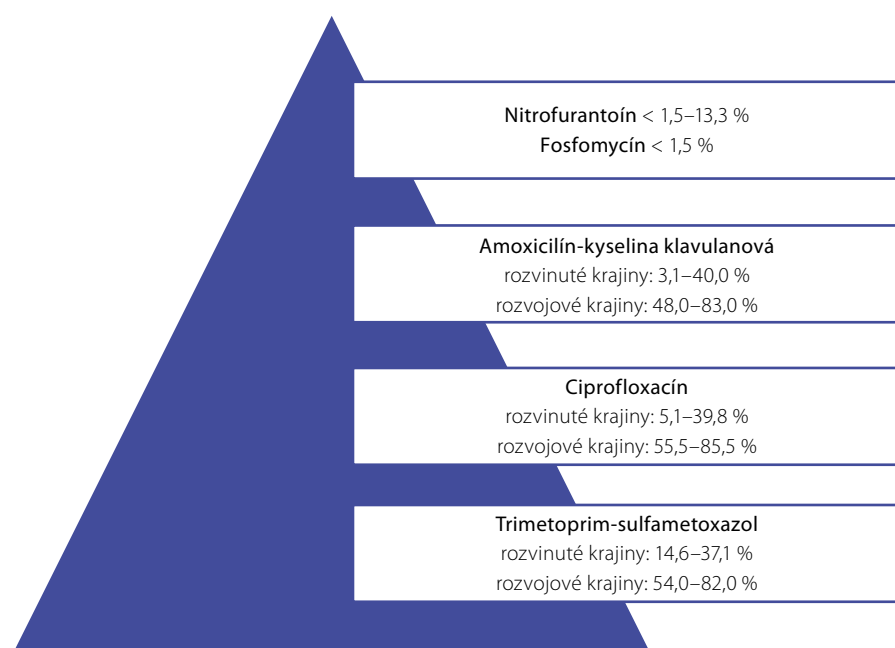 Nitrofurantoín < 1,5–13,3 %
Fosfomycín < 1,5 %
Amoxicilín-kyselina klavulanová
rozvinuté krajiny: 3,1–40,0 %
rozvojové krajiny: 48,0–83,0 %
Ciprofloxacín
rozvinuté krajiny: 5,1–39,8 %
rozvojové krajiny: 55,5–85,5 %
Trimetoprim-sulfametoxazol
rozvinuté krajiny: 14,6–37,1 %
rozvojové krajiny: 54,0–82,0 %